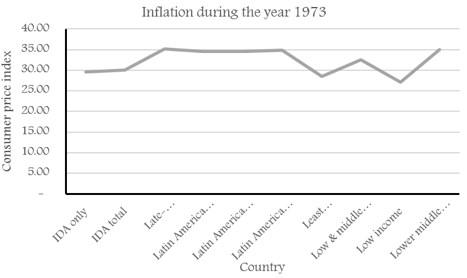 Inflation during the year 1973
Consumer price index
40.00
35.00
30.00
25.00
20.00
15.00
10.00
5.00
-
IDA only
IDA total
Late-…
Latin America…
Latin America…
Latin America…
Least…
Low & middle…
Low income
Lower middle…
Country